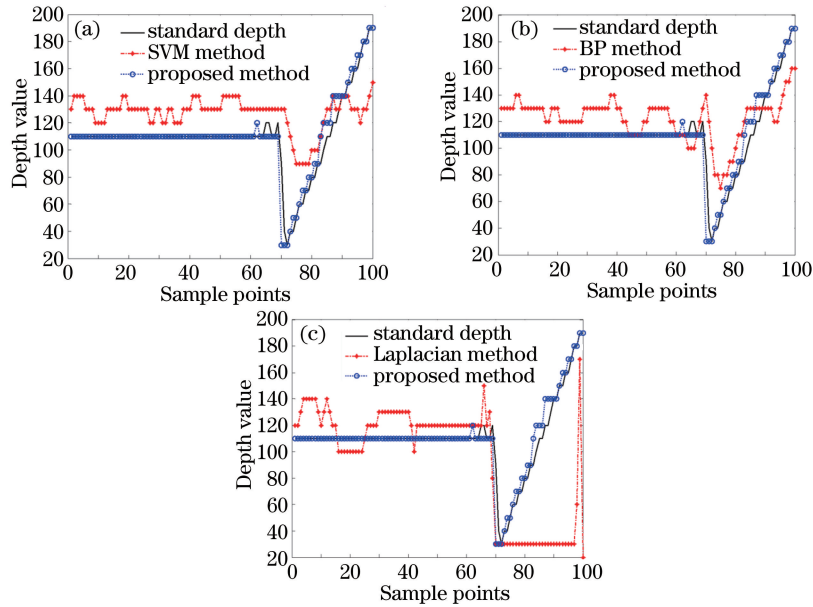 (a)
standard depth
SVM method
proposed method
Depth value
200
180
160
140
120
100
80
60
40
20
0
20
40
60
80
100
Sample points
(b)
standard depth
BP method
proposed method
Depth value
200
180
160
140
120
100
80
60
40
20
0
20
40
60
80
100
Sample points
(c)
standard depth
Laplacian method
proposed method
Depth value
200
180
160
140
120
100
80
60
40
20
0
20
40
60
80
100
Sample points